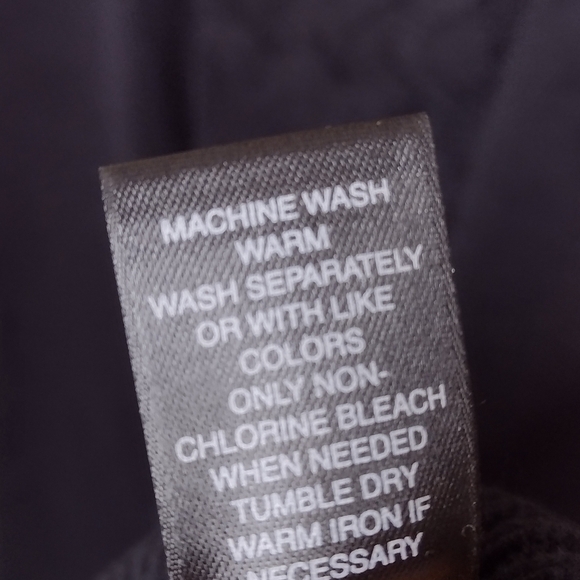 MACHINE WASH
WARM
WASH SEPARATELY
OR WITH LIKE
COLORS
ONLY NON-
CHLORINE BLEACH
WHEN NEEDED
TUMBLE DRY
WARM IRON IF
NECESSARY